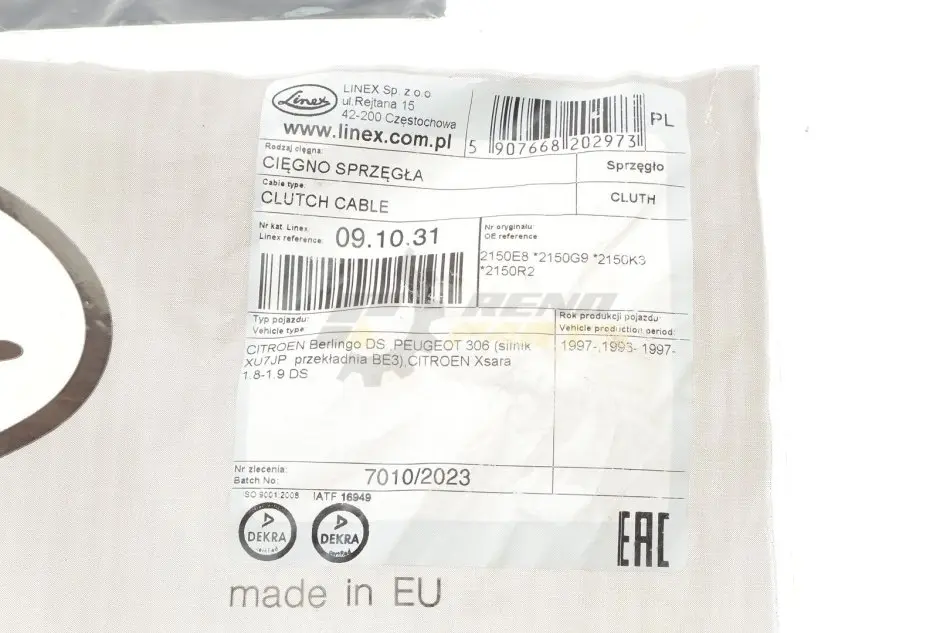 Linex
LINEX Sp. z o.o
ul.Rejtana 15
42-200 Częstochowa
www.linex.com.pl
5 907668 202973
PL
Rodzaj cięgna:
CIĘGNO SPRZĘGŁA
Sprzęgło
Cable type:
CLUTCH CABLE
CLUTH
Nr kat. Linex:
Linex reference:
09.10.31
Nr oryginału:
OE reference
2150E8 *2150G9 *2150K3
*2150R2
RENO
Typ pojazdu:
Vehicle type
Rok produkcji pojazdu
Vehicle production period:
CITROEN Berlingo DS ,PEUGEOT 306 (silnik
XU7JP przekładnia BE3),CITROEN Xsara
1.8-1.9 DS
1997-,1993- 1997-
Nr zlecenia:
Batch No:
7010/2023
ISO 9001:2008
IATF 16949
DEKRA
DEKRA
EAC
made in EU